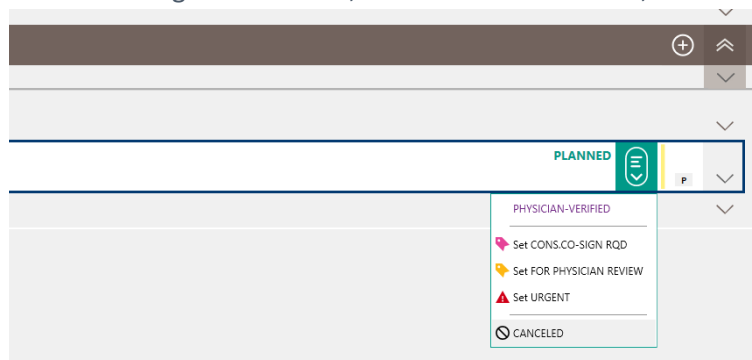 PLANNED
P
PHYSICIAN-VERIFIED
Set CONS.CO-SIGN RQD
Set FOR PHYSICIAN REVIEW
Set URGENT
CANCELED